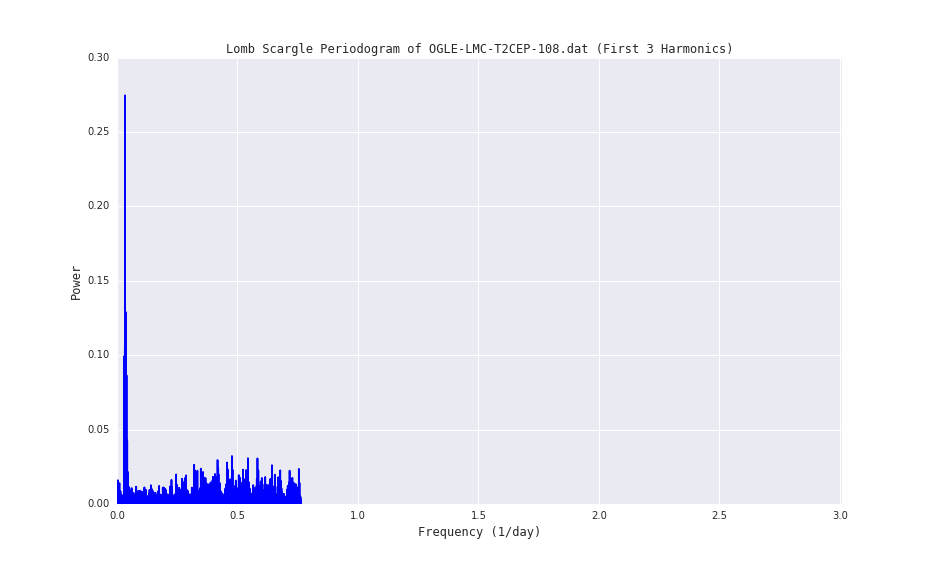 Lomb Scargle Periodogram of OGLE-LMC-T2CEP-108.dat (First 3 Harmonics)
0.30
0.25
0.20
0.15
0.10
0.05
0.00
Power
0.0 0.5 1.0 1.5 2.0 2.5 3.0
Frequency (1/day)